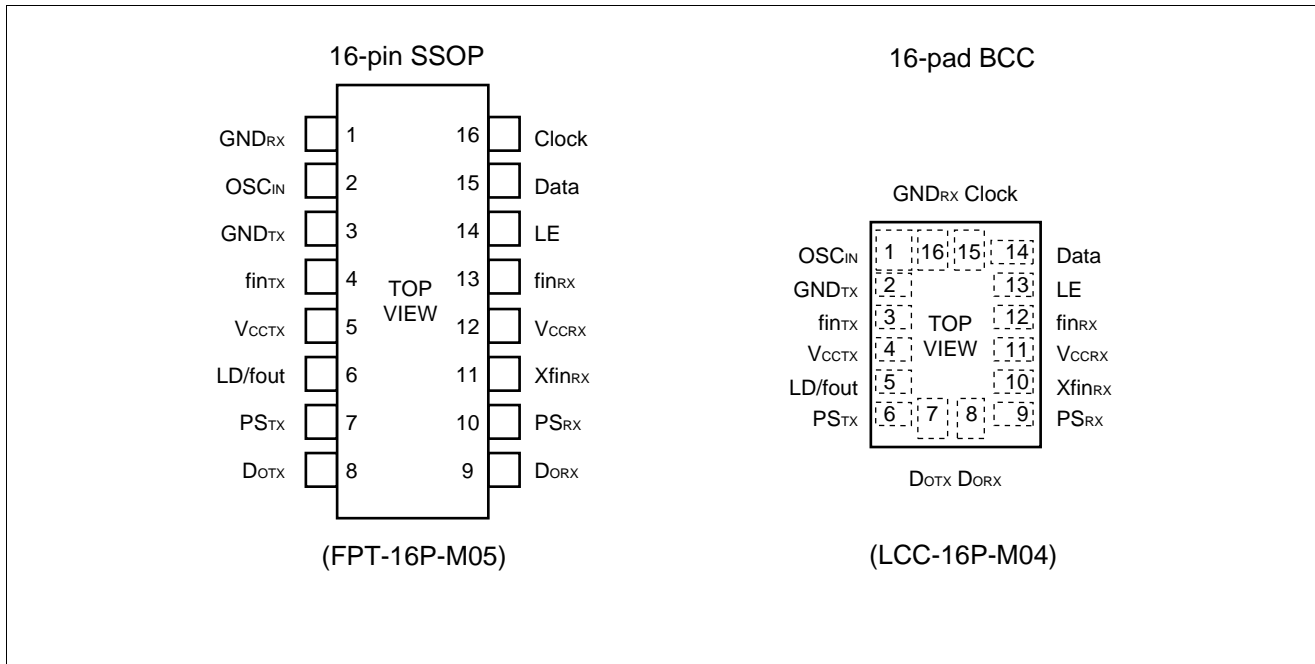 16-pin SSOP
GNDRX 1 16 Clock
OSCIN 2 15 Data
GNDTX 3 14 LE
finTX 4 13 finRX
TOP
VIEW
VCCTX 5 12 VCCRX
LD/fout 6 11 XfinRX
PSTX 7 10 PSRX
DOTX 8 9 DORX
(FPT-16P-M05)
16-pad BCC
GNDRX Clock
OSCIN 1 16 15 14 Data
GNDTX 2 13 LE
finTX 3 12 finRX
TOP
VIEW
VCCTX 4 11 VCCRX
LD/fout 5 10 XfinRX
PSTX 6 7 8 9 PSRX
DOTX DORX
(LCC-16P-M04)